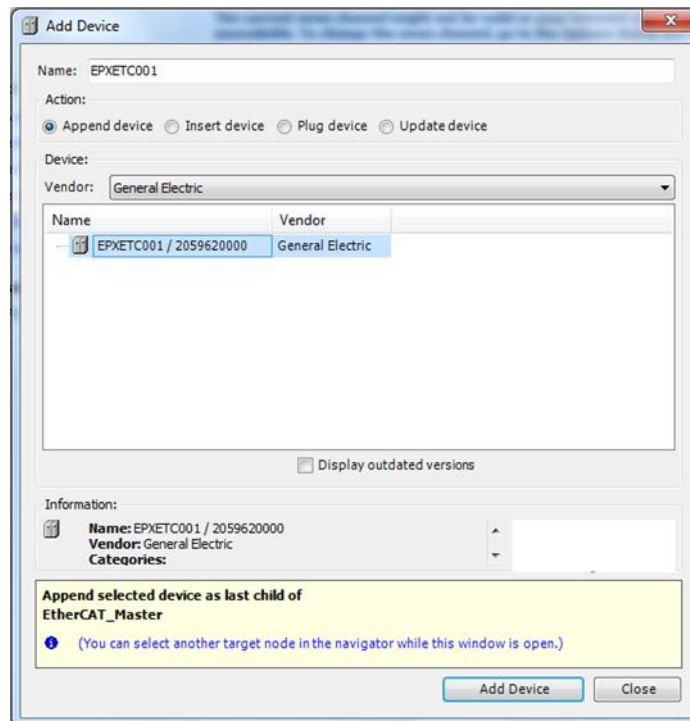 Add Device
Name: EPXETC001
Action:
Append device Insert device Plug device Update device
Device:
Vendor: General Electric
Name Vendor
EPXETC001 / 2059620000 General Electric
Display outdated versions
Information:
Name: EPXETC001 / 2059620000
Vendor: General Electric
Categories:
Append selected device as last child of
EtherCAT_Master
(You can select another target node in the navigator while this window is open.)
Add Device Close